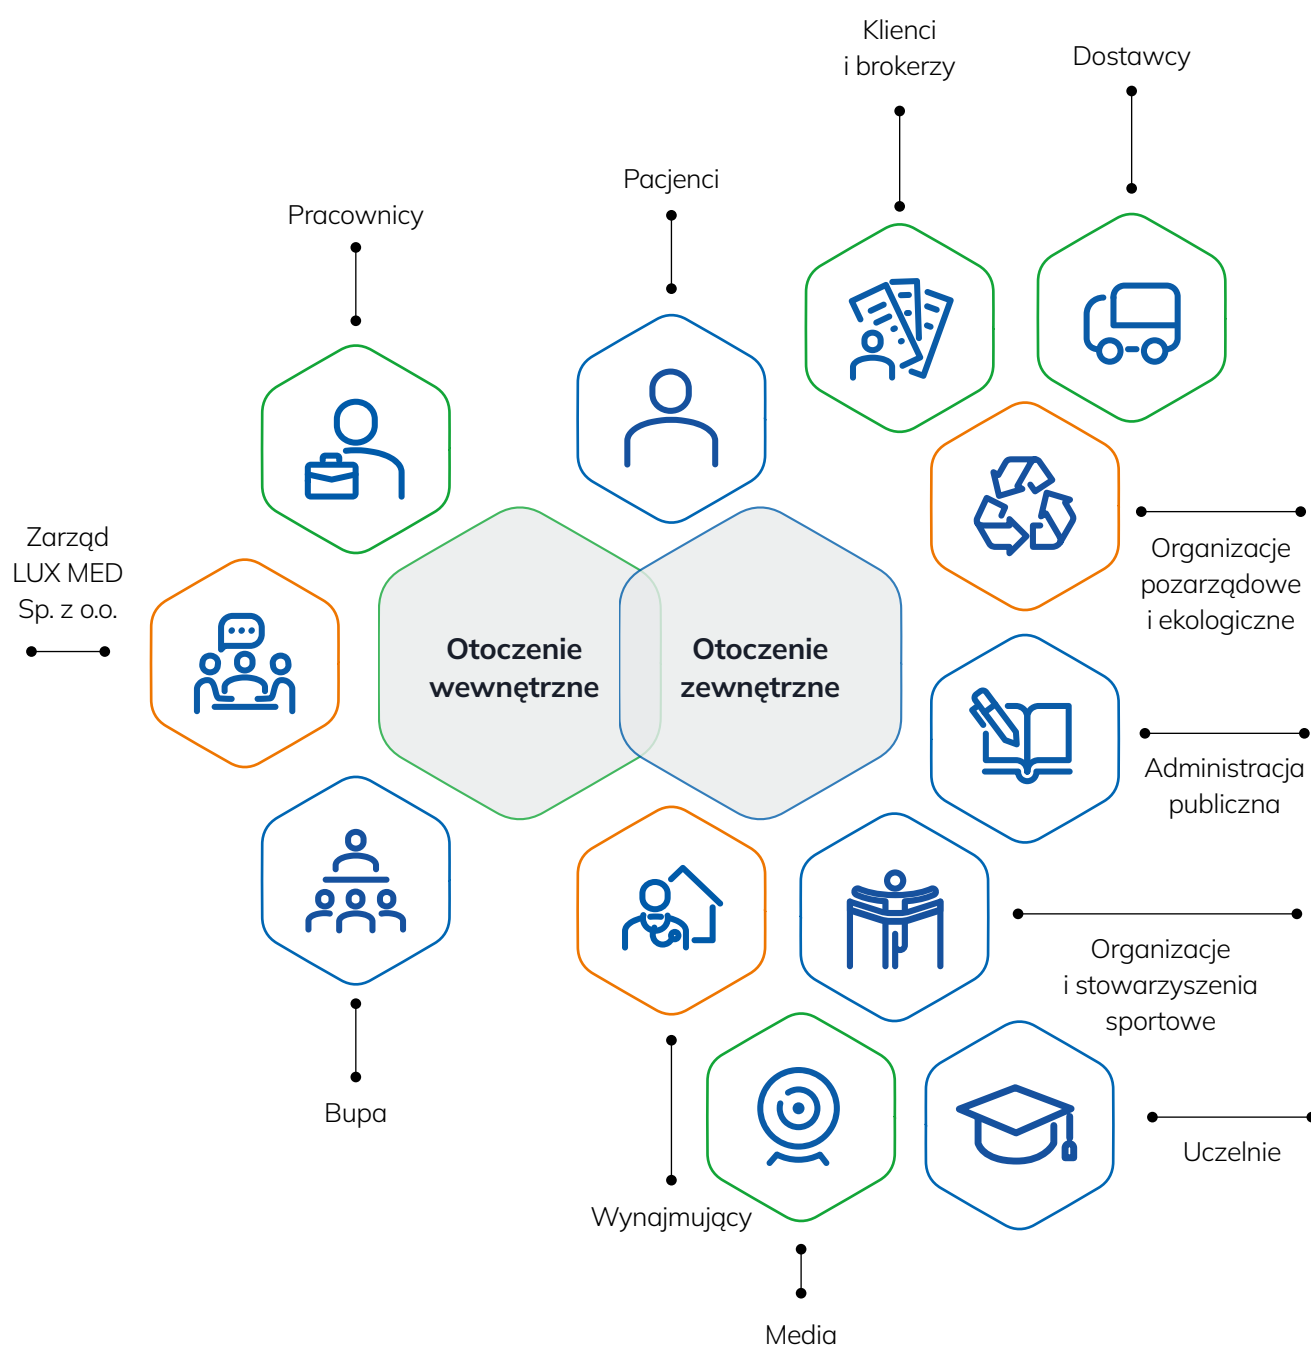 Klienci
i brokerzy
Dostawcy
Pacjenci
Pracownicy
Zarząd
LUX MED
Sp. z o.o.
Organizacje
pozarządowe
i ekologiczne
Otoczenie
wewnętrzne
Otoczenie
zewnętrzne
Administracja
publiczna
Organizacje
i stowarzyszenia
sportowe
Bupa
Uczelnie
Wynajmujący
Media